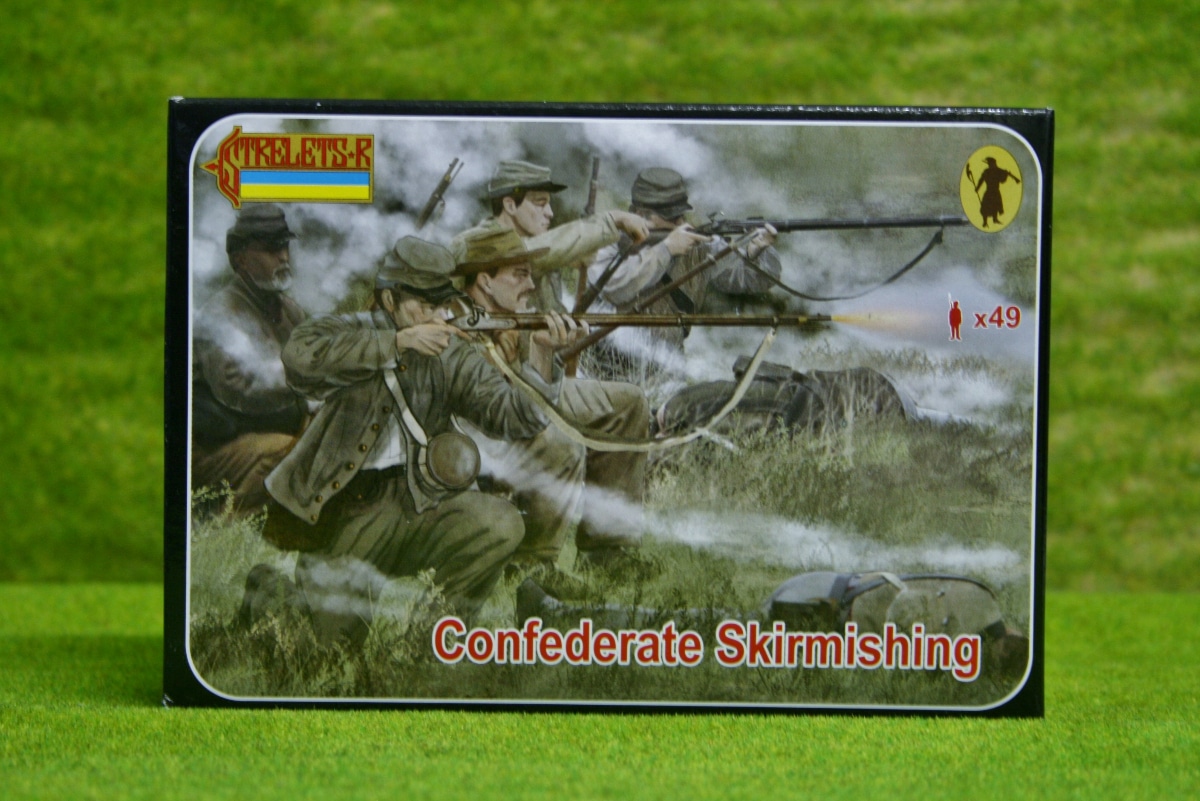 STRELETS★R
x49
Confederate Skirmishing